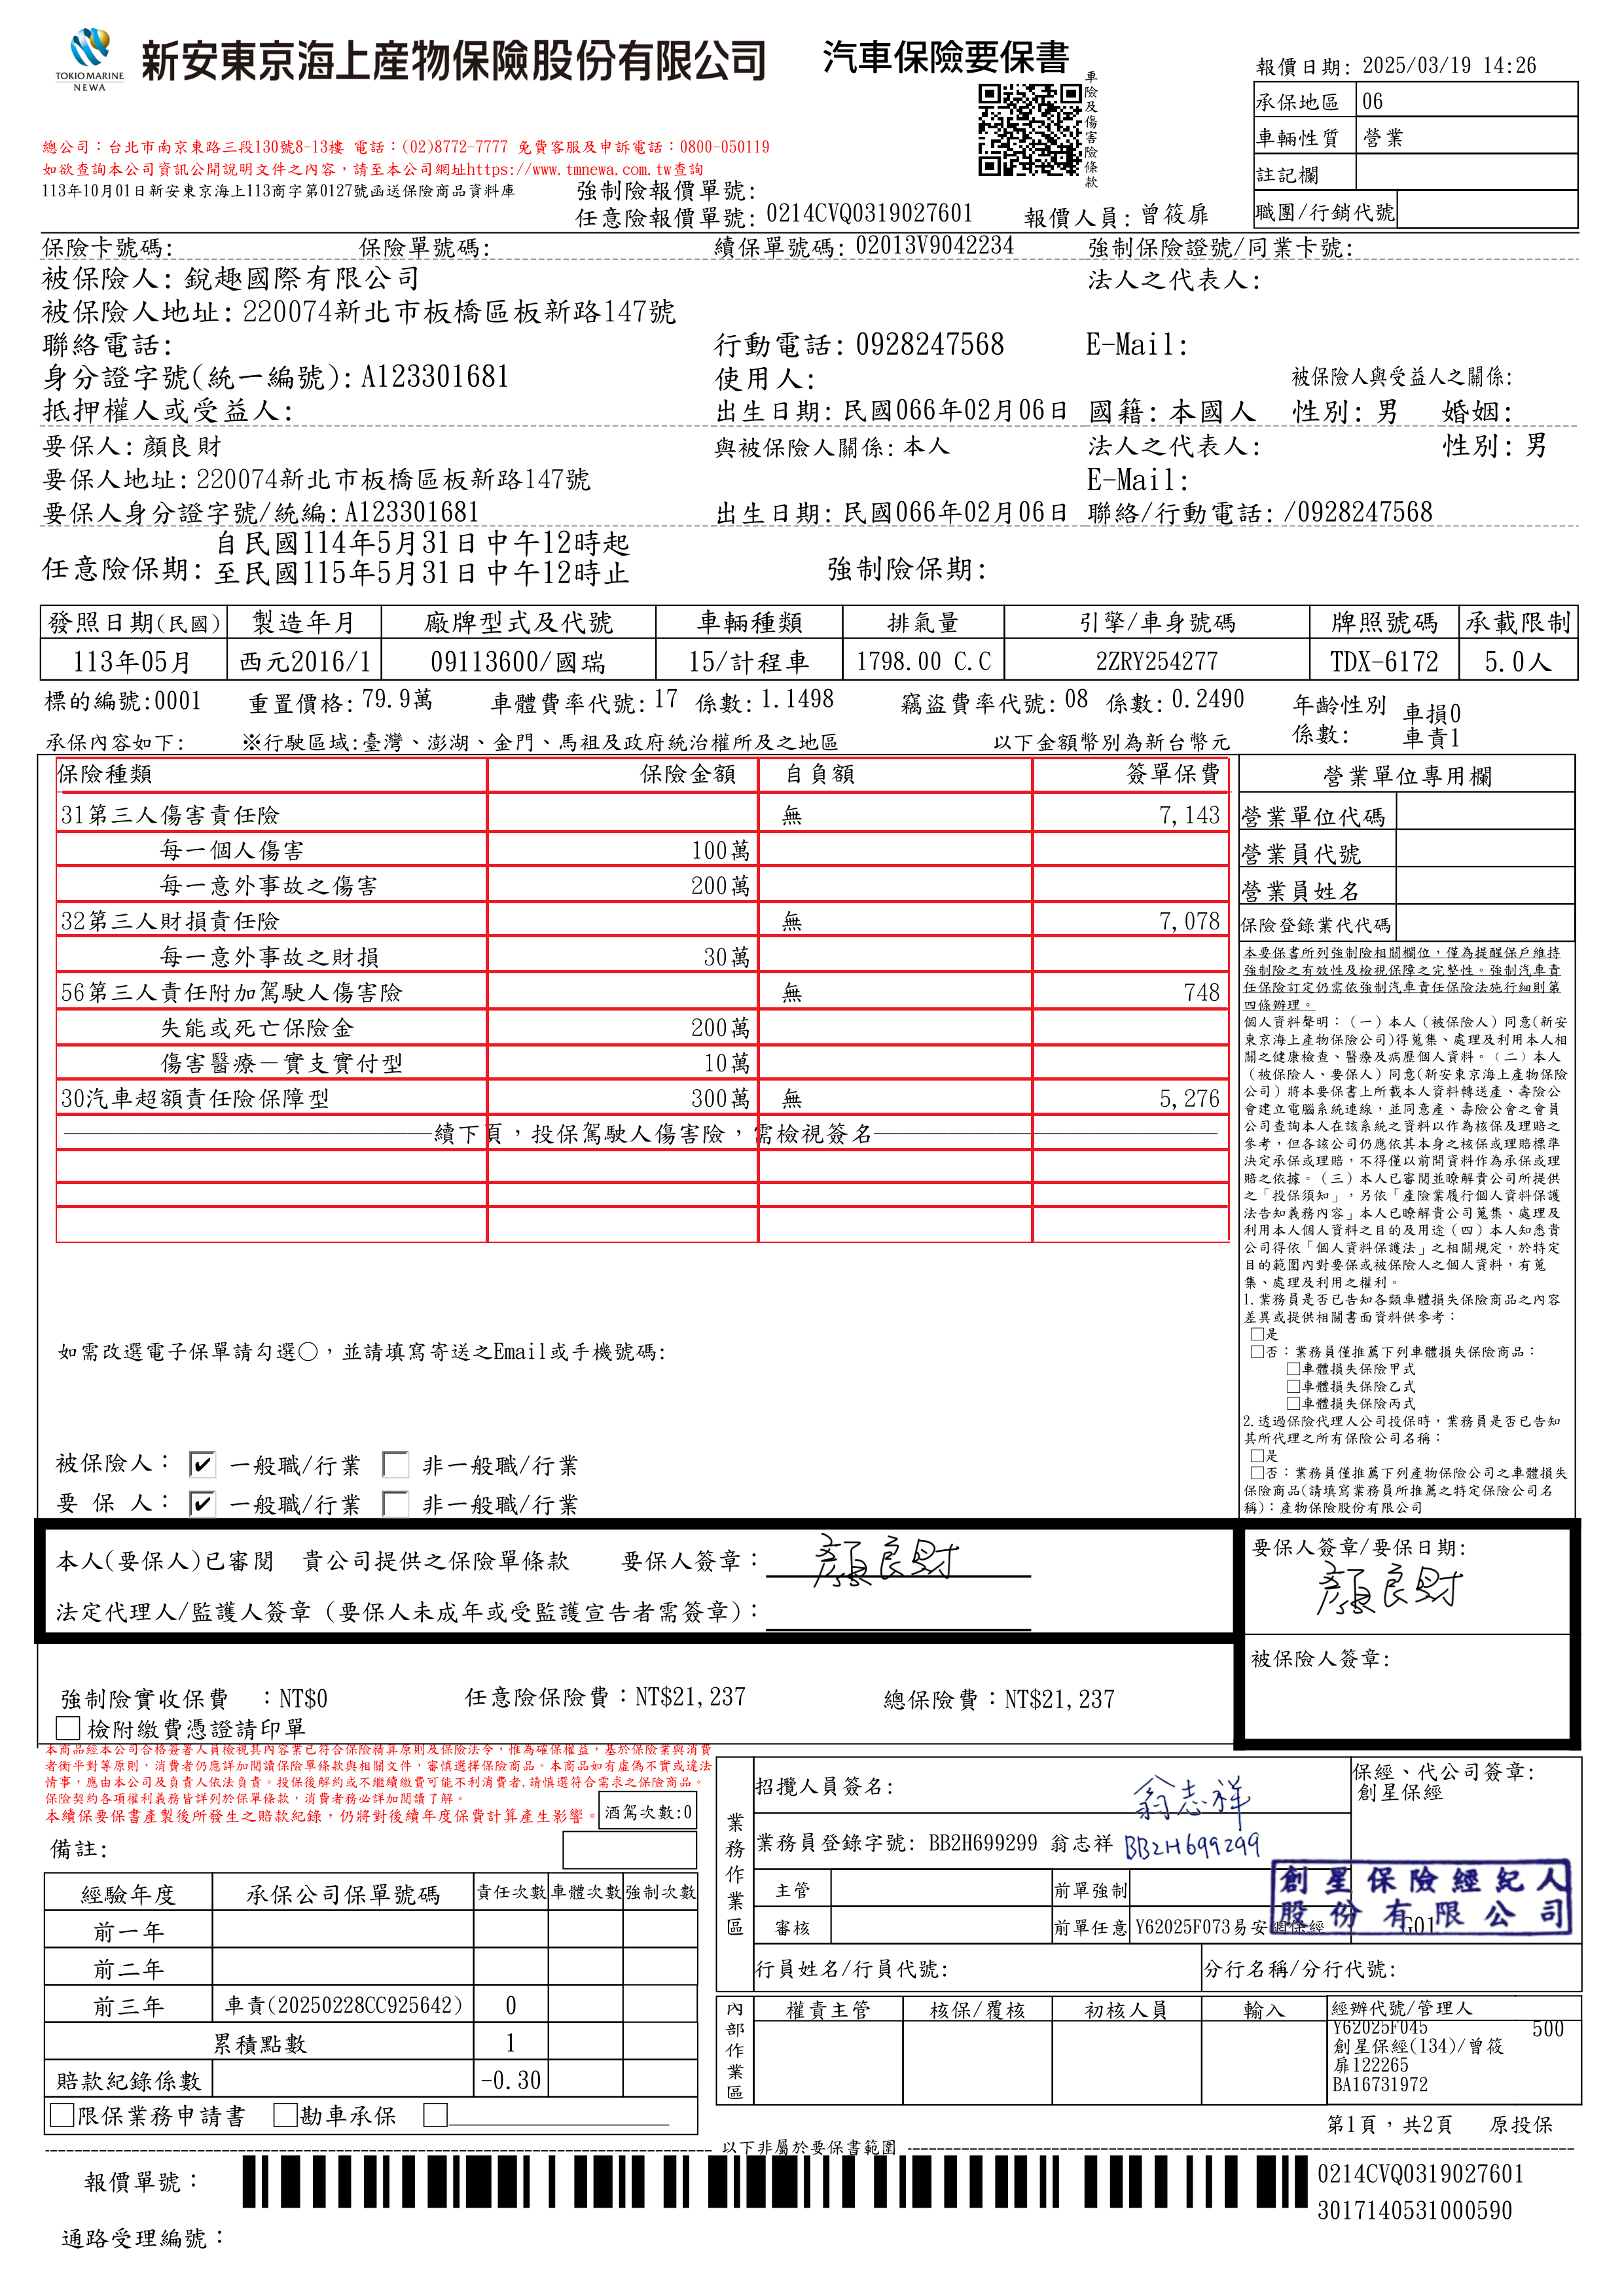 TOKIO MARINE
NEWA
新安東京海上產物保險股份有限公司
汽車保險要保書
車險及傷害險條款
報價日期: 2025/03/19 14:26
承保地區 06
車輛性質 營業
註記欄
職團/行銷代號
總公司：台北市南京東路三段130號8-13樓 電話：(02)8772-7777 免費客服及申訴電話：0800-050119
如欲查詢本公司資訊公開說明文件之內容，請至本公司網址https://www.tmnewa.com.tw查詢
113年10月01日新安東京海上113商字第0127號函送保險商品資料庫
強制險報價單號:
任意險報價單號: 0214CVQ0319027601 報價人員: 曾筱扉
保險卡號碼: 保險單號碼: 續保單號碼: 02013V9042234 強制保險證號/同業卡號:
被保險人: 銳趣國際有限公司 法人之代表人:
被保險人地址: 220074新北市板橋區板新路147號
聯絡電話: 行動電話: 0928247568 E-Mail:
身分證字號(統一編號): A123301681 使用人: 被保險人與受益人之關係:
抵押權人或受益人: 出生日期: 民國066年02月06日 國籍: 本國人 性別: 男 婚姻:
要保人: 顏良財 與被保險人關係: 本人 法人之代表人: 性別: 男
要保人地址: 220074新北市板橋區板新路147號 E-Mail:
要保人身分證字號/統編: A123301681 出生日期: 民國066年02月06日 聯絡/行動電話: /0928247568
任意險保期: 自民國114年5月31日中午12時起
至民國115年5月31日中午12時止
強制險保期:
發照日期(民國) 製造年月 廠牌型式及代號 車輛種類 排氣量 引擎/車身號碼 牌照號碼 承載限制
113年05月 西元2016/1 09113600/國瑞 15/計程車 1798.00 C.C 2ZRY254277 TDX-6172 5.0人
標的編號:0001 重置價格: 79.9萬 車體費率代號: 17 係數: 1.1498 竊盜費率代號: 08 係數: 0.2490 年齡性別係數: 車損0 車責1
承保內容如下: ※行駛區域:臺灣、澎湖、金門、馬祖及政府統治權所及之地區 以下金額幣別為新台幣元
保險種類 保險金額 自負額 簽單保費
31第三人傷害責任險 無 7,143
每一個人傷害 100萬
每一意外事故之傷害 200萬
32第三人財損責任險 無 7,078
每一意外事故之財損 30萬
56第三人責任附加駕駛人傷害險 無 748
失能或死亡保險金 200萬
傷害醫療－實支實付型 10萬
30汽車超額責任險保障型 300萬 無 5,276
續下頁，投保駕駛人傷害險，需檢視簽名
營業單位專用欄
營業單位代碼
營業員代號
營業員姓名
保險登錄業代代碼
本要保書所列強制險相關欄位，僅為提醒保戶維持
強制險之有效性及檢視保障之完整性。強制汽車責
任保險訂定仍需依強制汽車責任保險法施行細則第
四條辦理。
個人資料聲明：（一）本人（被保險人）同意(新安
東京海上產物保險公司)得蒐集、處理及利用本人相
關之健康檢查、醫療及病歷個人資料。（二）本人
（被保險人、要保人）同意(新安東京海上產物保險
公司）將本要保書上所載本人資料轉送產、壽險公
會建立電腦系統連線，並同意產、壽險公會之會員
公司查詢本人在該系統之資料以作為核保及理賠之
參考，但各該公司仍應依其本身之核保或理賠標準
決定承保或理賠，不得僅以前開資料作為承保或理
賠之依據。（三）本人已審閱並瞭解貴公司所提供
之「投保須知」，另依「產險業履行個人資料保護
法告知義務內容」本人已瞭解貴公司蒐集、處理及
利用本人個人資料之目的及用途（四）本人知悉貴
公司得依「個人資料保護法」之相關規定，於特定
目的範圍內對要保或被保險人之個人資料，有蒐
集、處理及利用之權利。
1.業務員是否已告知各類車體損失保險商品之內容
差異或提供相關書面資料供參考：
□是
□否：業務員僅推薦下列車體損失保險商品：
□車體損失保險甲式
□車體損失保險乙式
□車體損失保險丙式
2.透過保險代理人公司投保時，業務員是否已告知
其所代理之所有保險公司名稱：
□是
□否：業務員僅推薦下列產物保險公司之車體損失
保險商品(請填寫業務員所推薦之特定保險公司名
稱)：產物保險股份有限公司
如需改選電子保單請勾選○，並請填寫寄送之Email或手機號碼:
被保險人： ✔ 一般職/行業 □ 非一般職/行業
要 保 人： ✔ 一般職/行業 □ 非一般職/行業
本人(要保人)已審閱 貴公司提供之保險單條款 要保人簽章： 顏良財
法定代理人/監護人簽章（要保人未成年或受監護宣告者需簽章)：
要保人簽章/要保日期:
顏良財
被保險人簽章:
強制險實收保費 ：NT$0 任意險保險費：NT$21,237 總保險費：NT$21,237
□ 檢附繳費憑證請印單
本商品經本公司合格簽署人員檢視其內容業已符合保險精算原則及保險法令，惟為確保權益，基於保險業與消費
者衡平對等原則，消費者仍應詳加閱讀保險單條款與相關文件，審慎選擇保險商品。本商品如有虛偽不實或違法
情事，應由本公司及負責人依法負責。投保後解約或不繼續繳費可能不利消費者,請慎選符合需求之保險商品。
保險契約各項權利義務皆詳列於保單條款，消費者務必詳加閱讀了解。
本續保要保書產製後所發生之賠款紀錄，仍將對後續年度保費計算產生影響。
酒駕次數:0
備註:
經驗年度 承保公司保單號碼 責任次數 車體次數 強制次數
前一年
前二年
前三年 車責(20250228CC925642) 0
累積點數 1
賠款紀錄係數 -0.30
□限保業務申請書 □勘車承保 □
業務作業區
招攬人員簽名: 翁志祥
業務員登錄字號: BB2H699299 翁志祥 BB2H699299
主管 前單強制
審核 前單任意 Y62025F073易安網保經
保經、代公司簽章:
創星保經
創星保險經紀人
股份有限公司
G01
行員姓名/行員代號: 分行名稱/分行代號:
內部作業區
權責主管 核保/覆核 初核人員 輸入 經辦代號/管理人
Y62025F045 500
創星保經(134)/曾筱
扉122265
BA16731972
第1頁，共2頁 原投保
以下非屬於要保書範圍
報價單號： 0214CVQ0319027601
3017140531000590
通路受理編號：